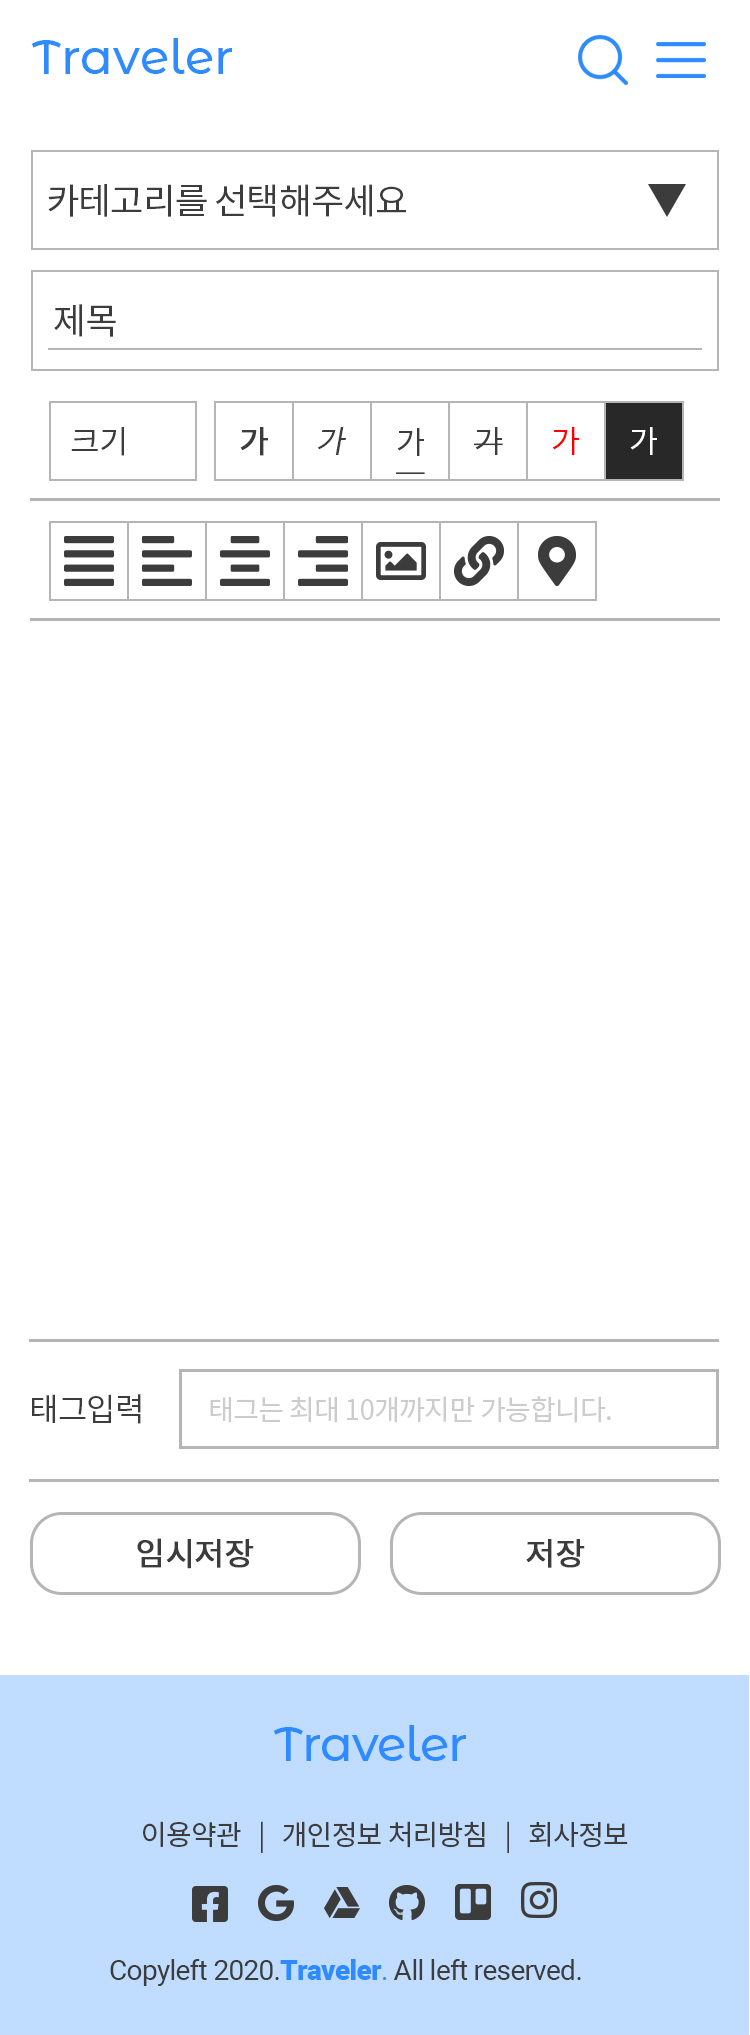 Traveler
카테고리를 선택해주세요
제목
크기 가 가 가 가 가 가
태그입력 태그는 최대 10개까지만 가능합니다.
임시저장 저장
Traveler
이용약관 | 개인정보 처리방침 | 회사정보
Copyleft 2020.Traveler. All left reserved.